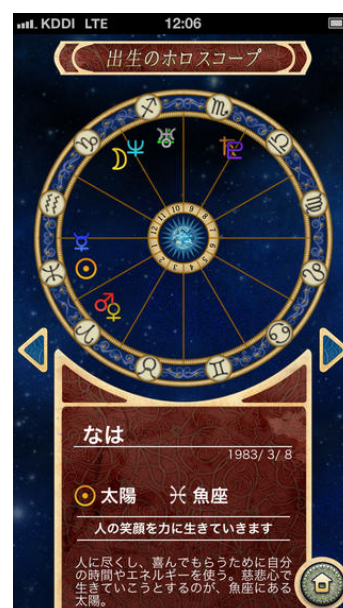 KDDI LTE 12:06
出生のホロスコープ
なは
1983/ 3/ 8
太陽 魚座
人の笑顔を力に生きていきます
人に尽くし、喜んでもらうために自分
の時間やエネルギーを使う。慈悲心で
生きていこうとするのが、魚座にある
太陽。